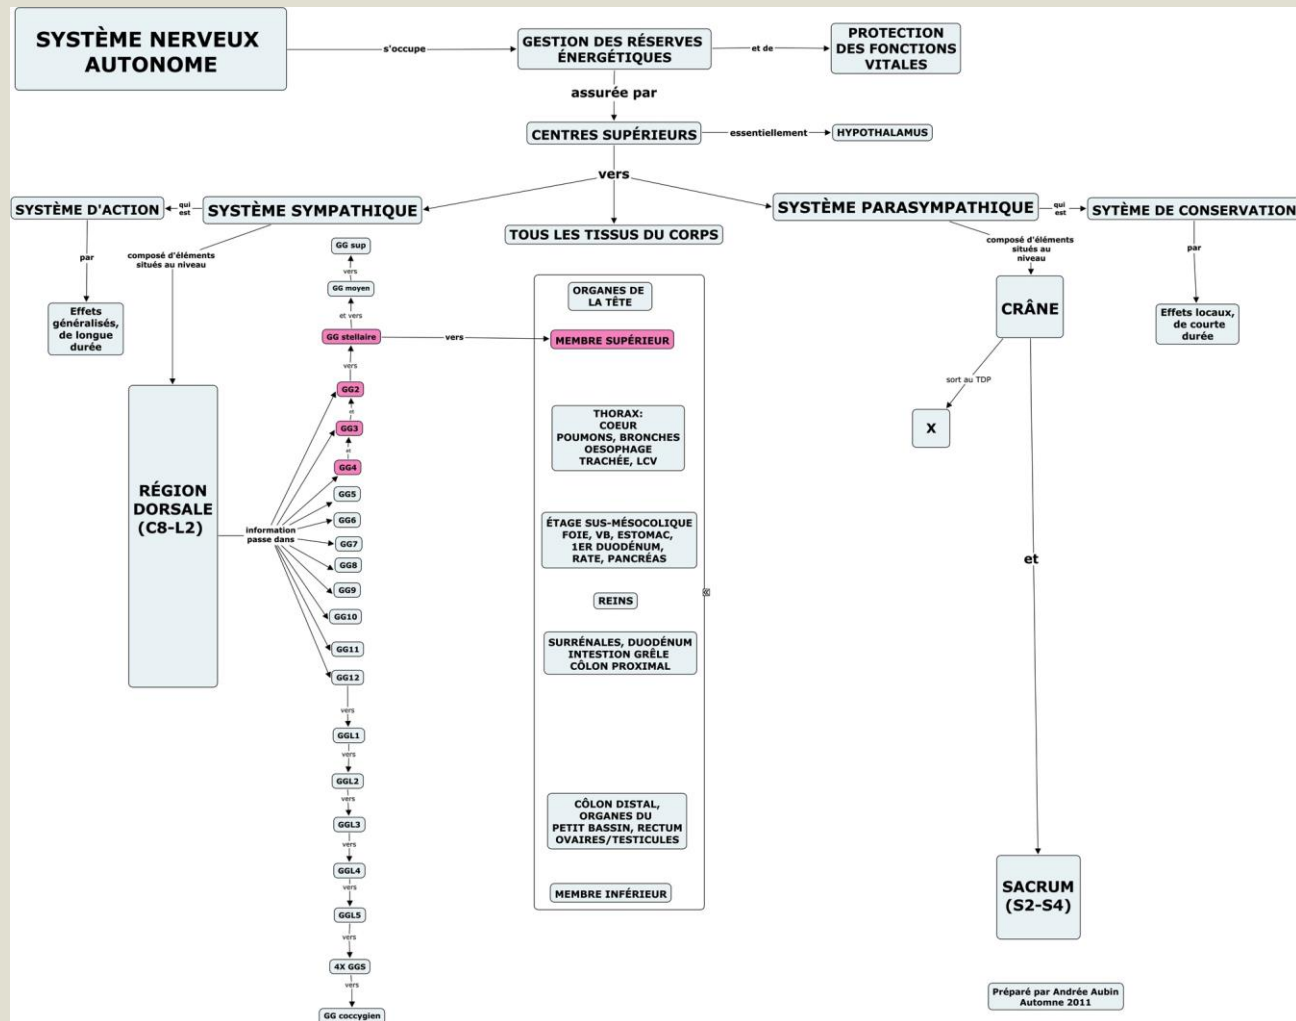 SYSTÈME NERVEUX
AUTONOME
s'occupe
GESTION DES RÉSERVES
ÉNERGÉTIQUES
et de
PROTECTION
DES FONCTIONS
VITALES
assurée par
CENTRES SUPÉRIEURS
essentiellement
HYPOTHALAMUS
vers
SYSTÈME D'ACTION
qui
est
SYSTÈME SYMPATHIQUE
TOUS LES TISSUS DU CORPS
SYSTÈME PARASYMPATHIQUE
qui
est
SYTÈME DE CONSERVATION
par
Effets
généralisés,
de longue
durée
composé d'éléments
situés au niveau
RÉGION
DORSALE
(C8-L2)
information
passe dans
GG sup
vers
GG moyen
et vers
GG stellaire
vers
vers
GG2
et
GG3
et
GG4
GG5
GG6
GG7
GG8
GG9
GG10
GG11
GG12
vers
GGL1
vers
GGL2
vers
GGL3
vers
GGL4
vers
GGL5
vers
4X GGS
vers
GG coccygien
ORGANES DE
LA TÊTE
MEMBRE SUPÉRIEUR
THORAX:
COEUR
POUMONS, BRONCHES
OESOPHAGE
TRACHÉE, LCV
ÉTAGE SUS-MÉSOCOLIQUE
FOIE, VB, ESTOMAC,
1ER DUODÉNUM,
RATE, PANCRÉAS
REINS
SURRÉNALES, DUODÉNUM
INTESTION GRÊLE
CÔLON PROXIMAL
CÔLON DISTAL,
ORGANES DU
PETIT BASSIN, RECTUM
OVAIRES/TESTICULES
MEMBRE INFÉRIEUR
composé d'éléments
situés au
niveau
CRÂNE
sort au TDP
X
et
SACRUM
(S2-S4)
par
Effets locaux,
de courte
durée
Préparé par Andrée Aubin
Automne 2011